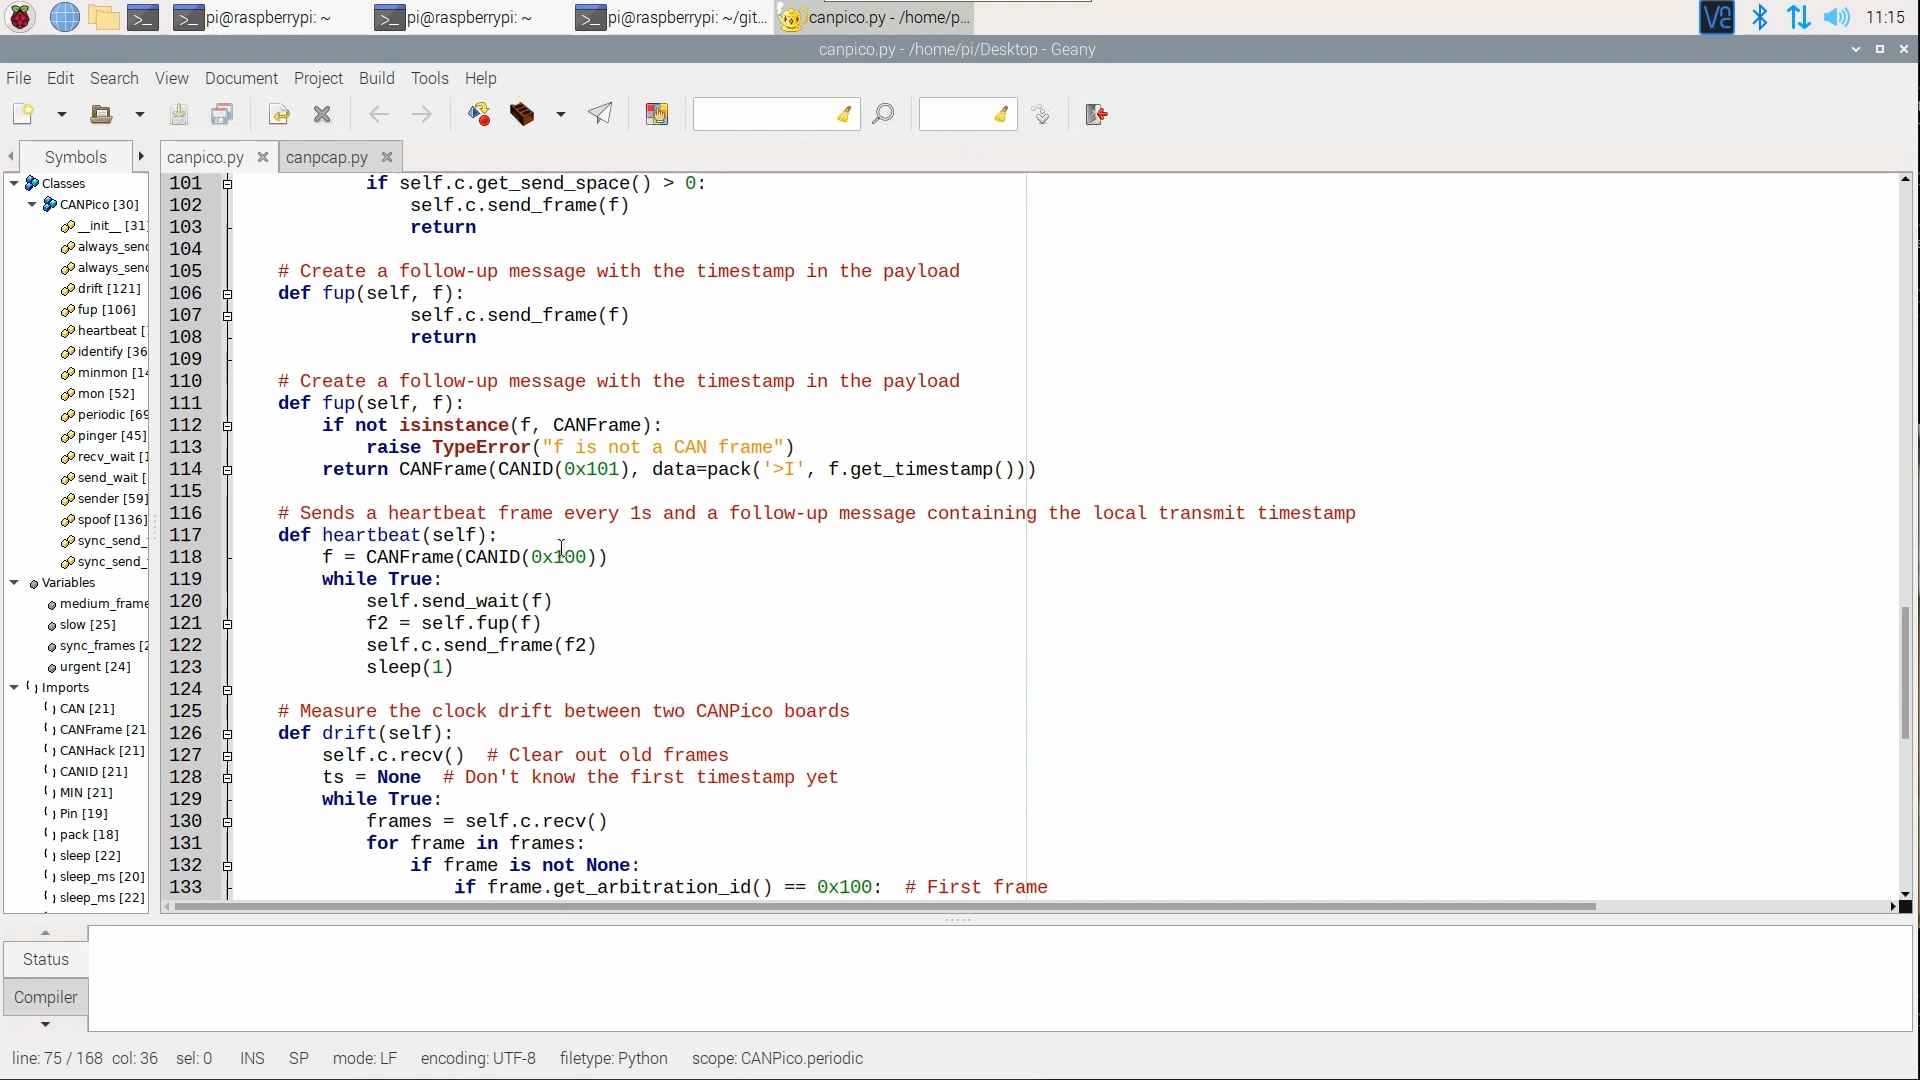 pi@raspberrypi: ~
pi@raspberrypi: ~
pi@raspberrypi: ~/git...
canpico.py - /home/p...
11:15
canpico.py - /home/pi/Desktop - Geany
File Edit Search View Document Project Build Tools Help
Symbols
canpico.py
canpcap.py
Classes
CANPico [30]
__init__ [31]
always_send
always_send
drift [121]
fup [106]
heartbeat [
identify [36
minmon [14
mon [52]
periodic [69
pinger [45]
recv_wait [1
send_wait [
sender [59]
spoof [136]
sync_send_
sync_send_
Variables
medium_frame
slow [25]
sync_frames [2
urgent [24]
Imports
CAN [21]
CANFrame [21
CANHack [21]
CANID [21]
MIN [21]
Pin [19]
pack [18]
sleep [22]
sleep_ms [20]
sleep_ms [22]
101 if self.c.get_send_space() > 0:
102 self.c.send_frame(f)
103 return
104
105 # Create a follow-up message with the timestamp in the payload
106 def fup(self, f):
107 self.c.send_frame(f)
108 return
109
110 # Create a follow-up message with the timestamp in the payload
111 def fup(self, f):
112 if not isinstance(f, CANFrame):
113 raise TypeError("f is not a CAN frame")
114 return CANFrame(CANID(0x101), data=pack('>I', f.get_timestamp()))
115
116 # Sends a heartbeat frame every 1s and a follow-up message containing the local transmit timestamp
117 def heartbeat(self):
118 f = CANFrame(CANID(0x100))
119 while True:
120 self.send_wait(f)
121 f2 = self.fup(f)
122 self.c.send_frame(f2)
123 sleep(1)
124
125 # Measure the clock drift between two CANPico boards
126 def drift(self):
127 self.c.recv() # Clear out old frames
128 ts = None # Don't know the first timestamp yet
129 while True:
130 frames = self.c.recv()
131 for frame in frames:
132 if frame is not None:
133 if frame.get_arbitration_id() == 0x100: # First frame
Status
Compiler
line: 75 / 168 col: 36 sel: 0 INS SP mode: LF encoding: UTF-8 filetype: Python scope: CANPico.periodic